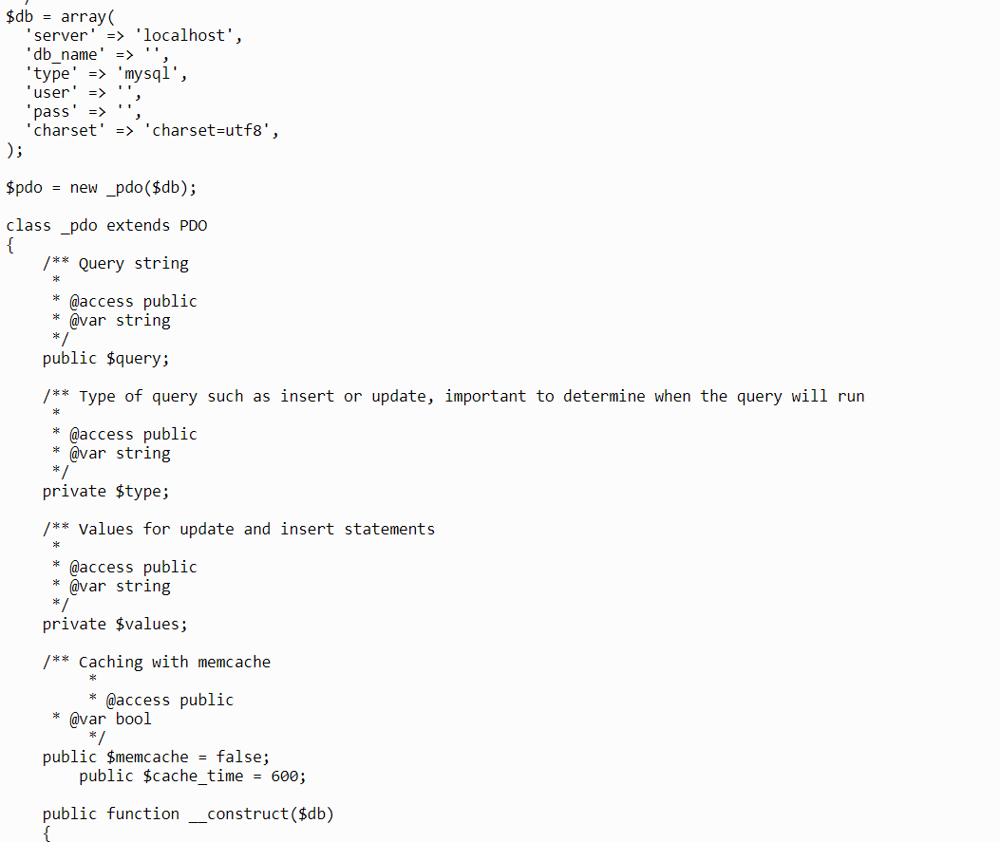 $db = array(
  'server' => 'localhost',
  'db_name' => '',
  'type' => 'mysql',
  'user' => '',
  'pass' => '',
  'charset' => 'charset=utf8',
);

$pdo = new _pdo($db);

class _pdo extends PDO
{
    /** Query string
     *
     * @access public
     * @var string
     */
    public $query;

    /** Type of query such as insert or update, important to determine when the query will run
     *
     * @access public
     * @var string
     */
    private $type;

    /** Values for update and insert statements
     *
     * @access public
     * @var string
     */
    private $values;

    /** Caching with memcache
         *
         * @access public
     * @var bool
         */
    public $memcache = false;
        public $cache_time = 600;

    public function __construct($db)
    {